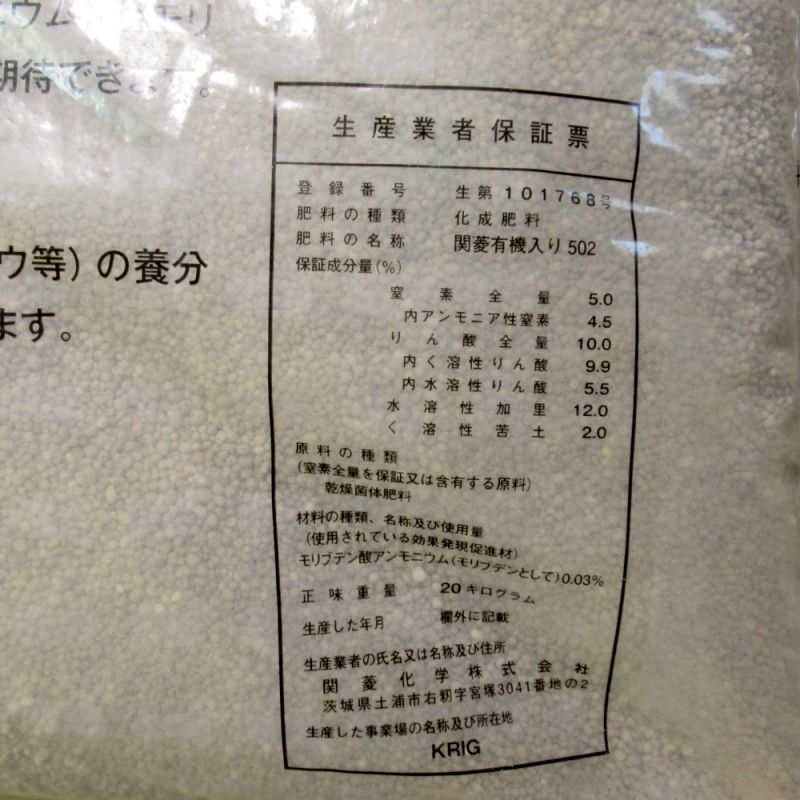 ニウム モリ
期待できます。
ウ等)の養分
ます。
生産業者保証票
登録番号 生第101768号
肥料の種類 化成肥料
肥料の名称 関菱有機入り502
保証成分量(%)
窒素全量 5.0
内アンモニア性窒素 4.5
りん酸全量 10.0
内く溶性りん酸 9.9
内水溶性りん酸 5.5
水溶性加里 12.0
く溶性苦土 2.0
原料の種類
(窒素全量を保証又は含有する原料)
乾燥菌体肥料
材料の種類、名称及び使用量
(使用されている効果発現促進材)
モリブデン酸アンモニウム(モリブデンとして)0.03%
正味重量 20キログラム
生産した年月 欄外に記載
生産業者の氏名又は名称及び住所
関菱化学株式会社
茨城県土浦市右籾字宮塚3041番地の2
生産した事業場の名称及び所在地
KRIG